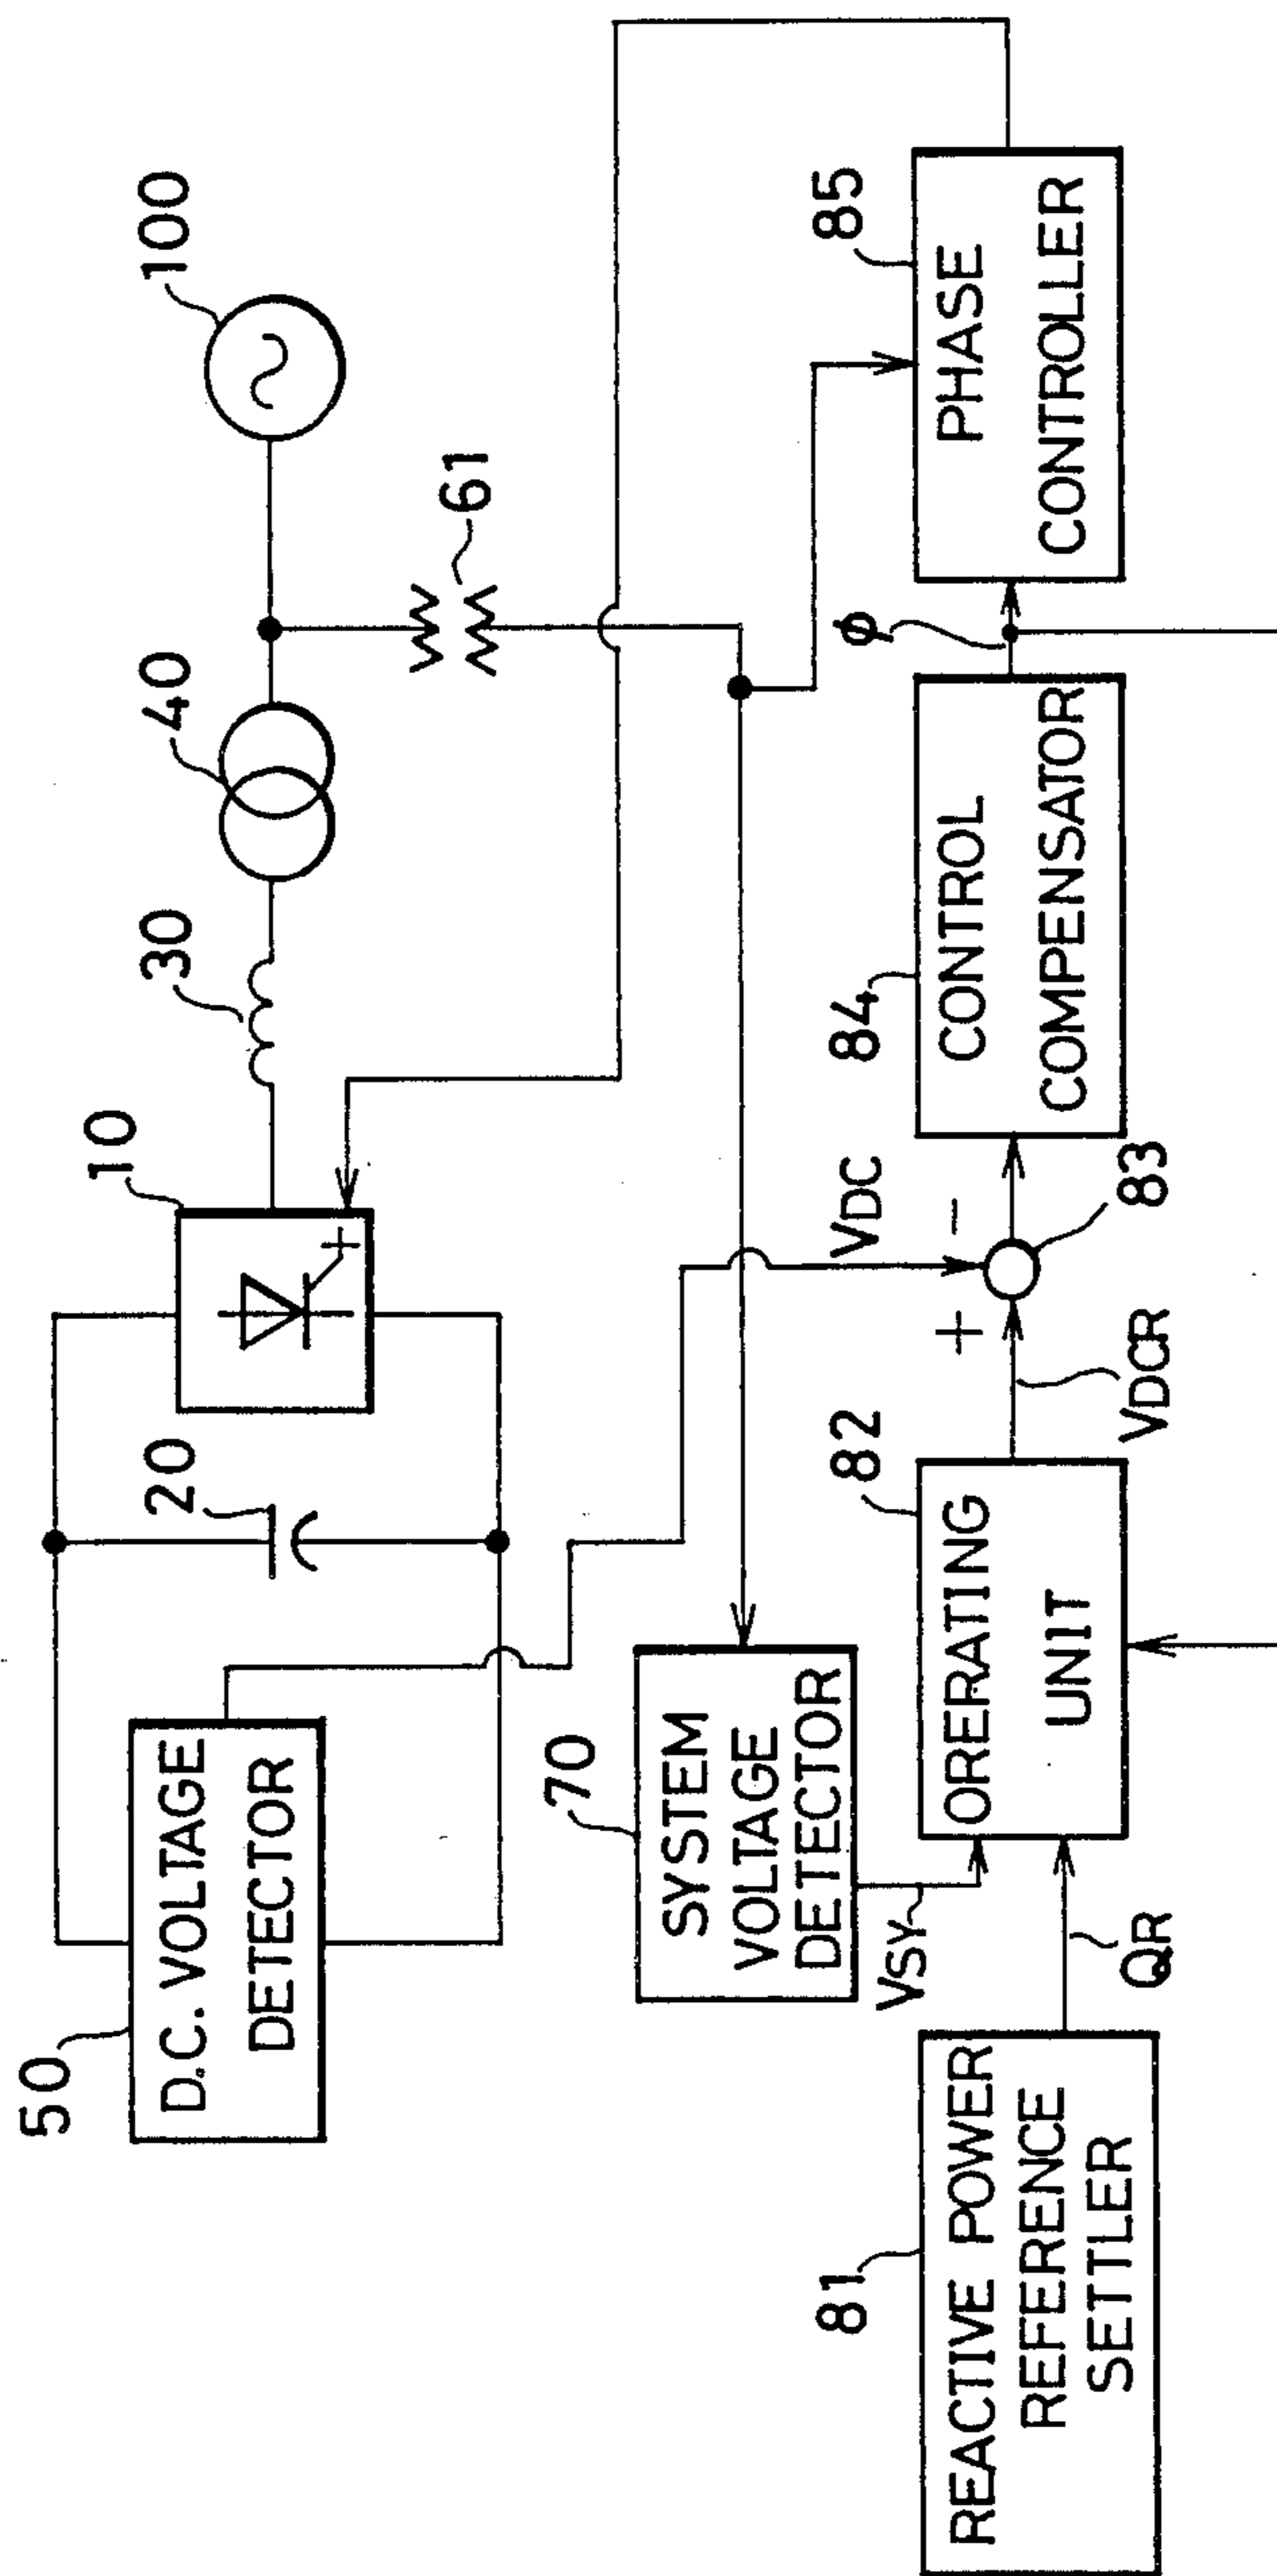 100
40
30
10
20
50
D.C. VOLTAGE
DETECTOR
61
70
SYSTEM
VOLTAGE
DETECTOR
VSY
VDC
81
REACTIVE POWER
REFERENCE
SETTLER
QR
82
ORERATING
UNIT
VDCR
+
−
83
84
CONTROL
COMPENSATOR
ϕ
85
PHASE
CONTROLLER